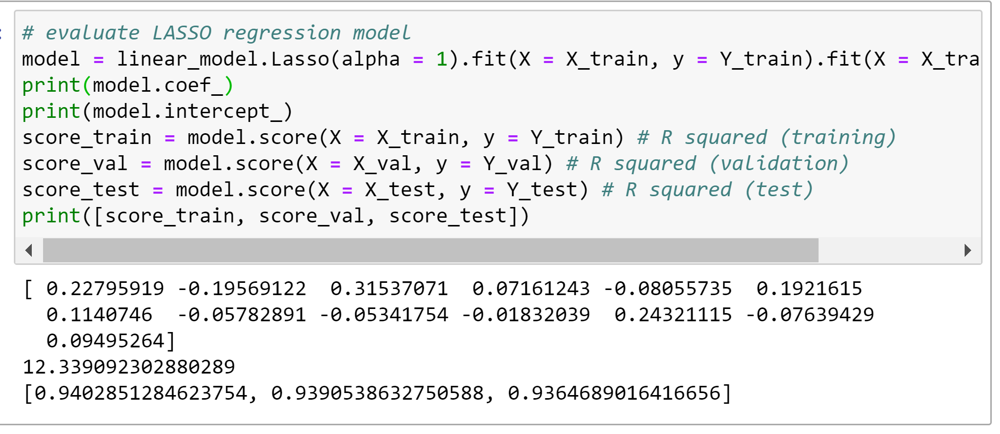 :
# evaluate LASSO regression model
model = linear_model.Lasso(alpha = 1).fit(X = X_train, y = Y_train).fit(X = X_tra
print(model.coef_)
print(model.intercept_)
score_train = model.score(X = X_train, y = Y_train) # R squared (training)
score_val = model.score(X = X_val, y = Y_val) # R squared (validation)
score_test = model.score(X = X_test, y = Y_test) # R squared (test)
print([score_train, score_val, score_test])
[ 0.22795919 -0.19569122  0.31537071  0.07161243 -0.08055735  0.1921615
  0.1140746  -0.05782891 -0.05341754 -0.01832039  0.24321115 -0.07639429
  0.09495264]
12.339092302880289
[0.9402851284623754, 0.9390538632750588, 0.9364689016416656]